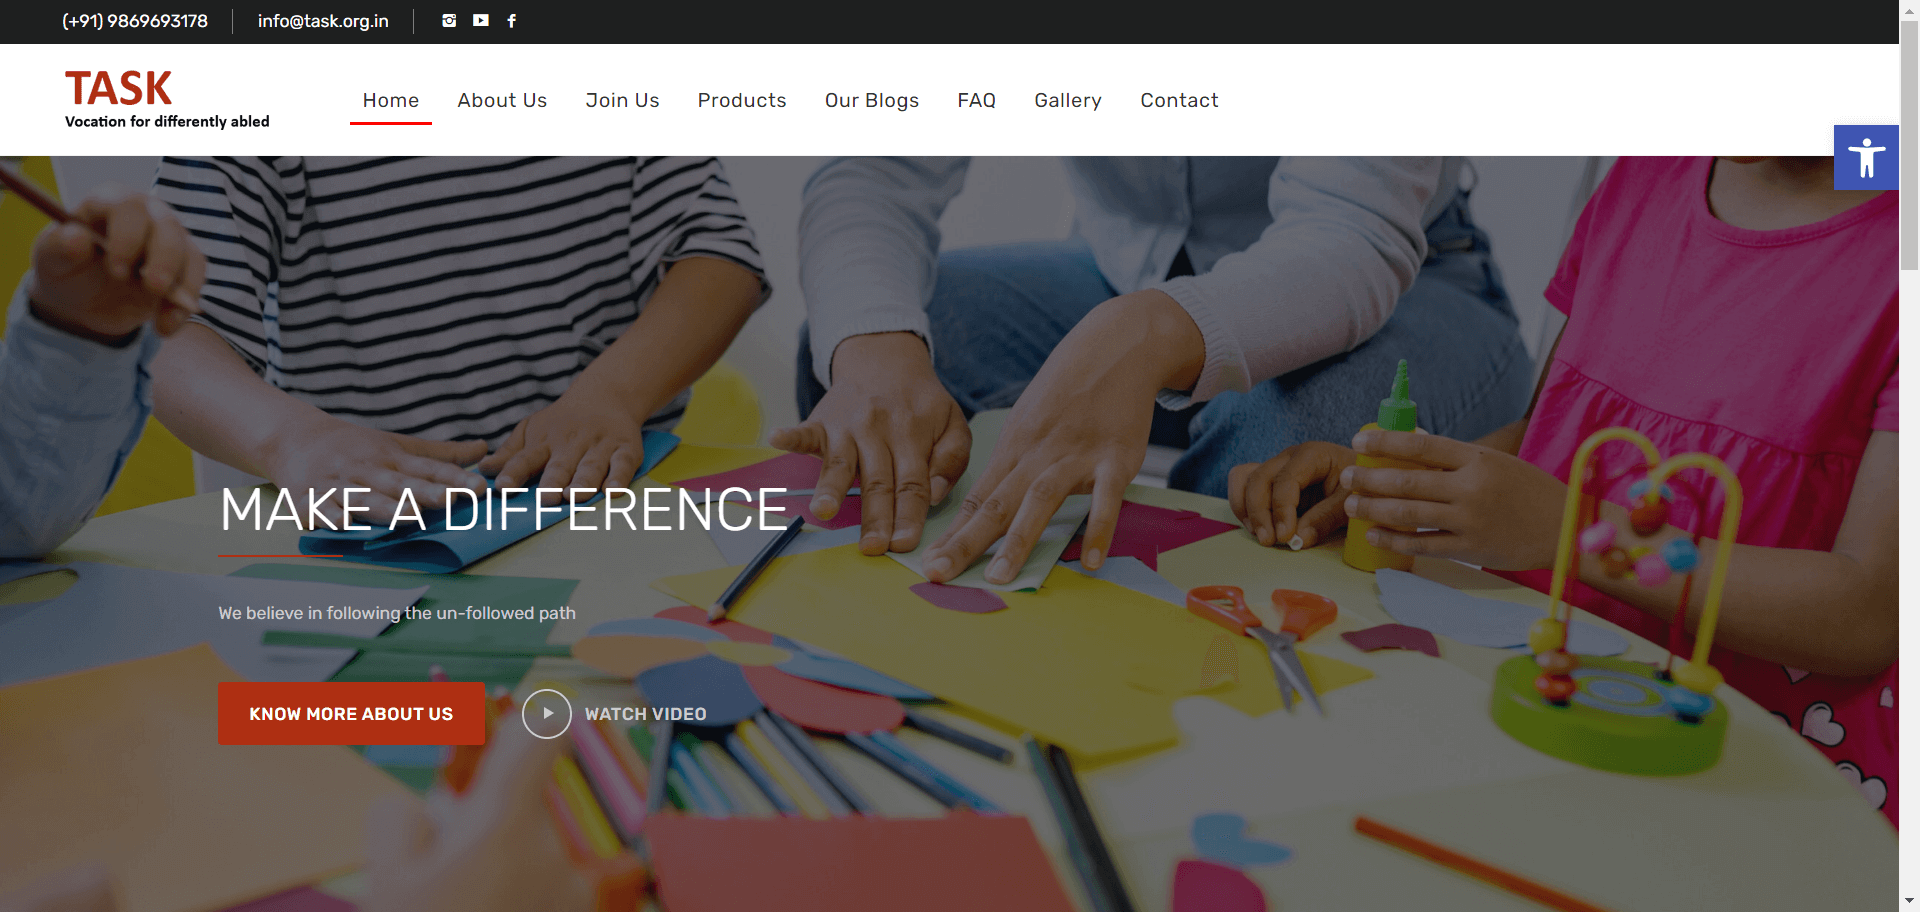 (+91) 9869693178 info@task.org.in
TASK
Vocation for differently abled
Home About Us Join Us Products Our Blogs FAQ Gallery Contact
MAKE A DIFFERENCE
We believe in following the un-followed path
KNOW MORE ABOUT US WATCH VIDEO